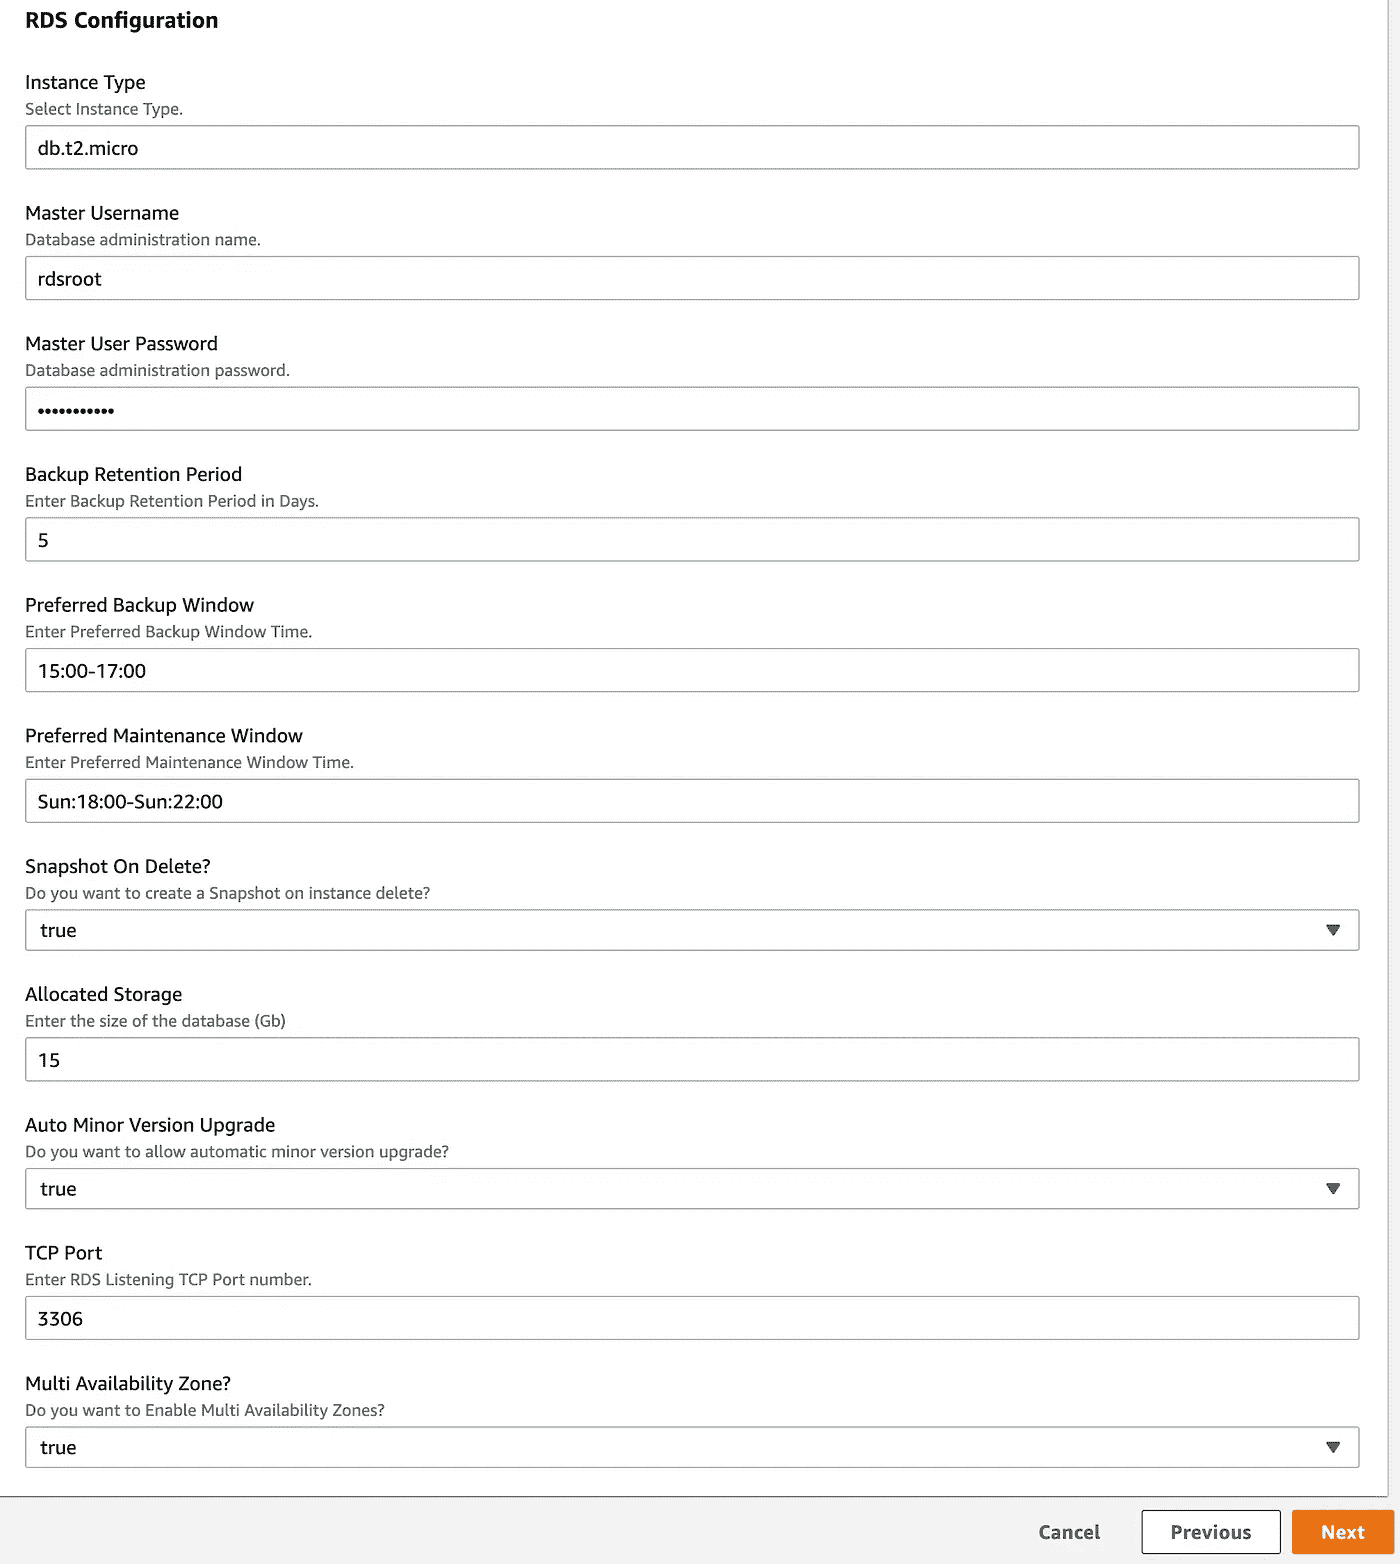 RDS Configuration
Instance Type
Select Instance Type.
db.t2.micro
Master Username
Database administration name.
rdsroot
Master User Password
Database administration password.
•••••••••••
Backup Retention Period
Enter Backup Retention Period in Days.
5
Preferred Backup Window
Enter Preferred Backup Window Time.
15:00-17:00
Preferred Maintenance Window
Enter Preferred Maintenance Window Time.
Sun:18:00-Sun:22:00
Snapshot On Delete?
Do you want to create a Snapshot on instance delete?
true
Allocated Storage
Enter the size of the database (Gb)
15
Auto Minor Version Upgrade
Do you want to allow automatic minor version upgrade?
true
TCP Port
Enter RDS Listening TCP Port number.
3306
Multi Availability Zone?
Do you want to Enable Multi Availability Zones?
true
Cancel Previous Next